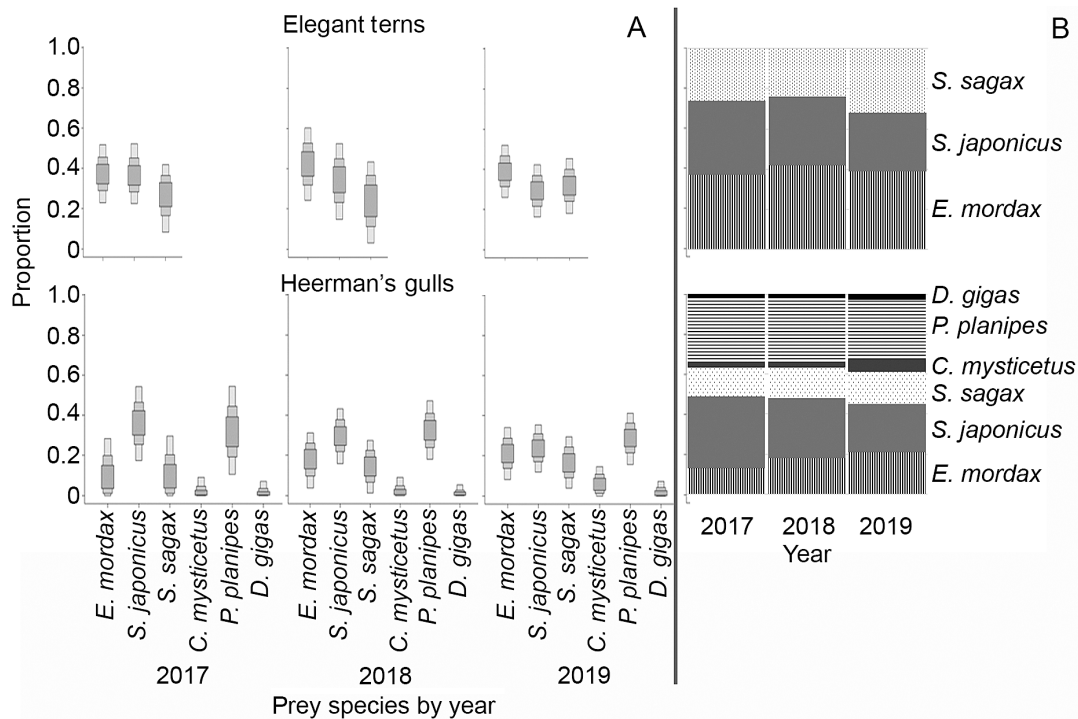 Elegant terns
A
B
Proportion
1.0
0.8
0.6
0.4
0.2
0
S. sagax
S. japonicus
E. mordax
Heerman’s gulls
1.0
0.8
0.6
0.4
0.2
0
D. gigas
P. planipes
C. mysticetus
S. sagax
S. japonicus
E. mordax
E. mordax
S. japonicus
S. sagax
C. mysticetus
P. planipes
D. gigas
E. mordax
S. japonicus
S. sagax
C. mysticetus
P. planipes
D. gigas
E. mordax
S. japonicus
S. sagax
C. mysticetus
P. planipes
D. gigas
2017 2018 2019
Prey species by year
2017 2018 2019
Year